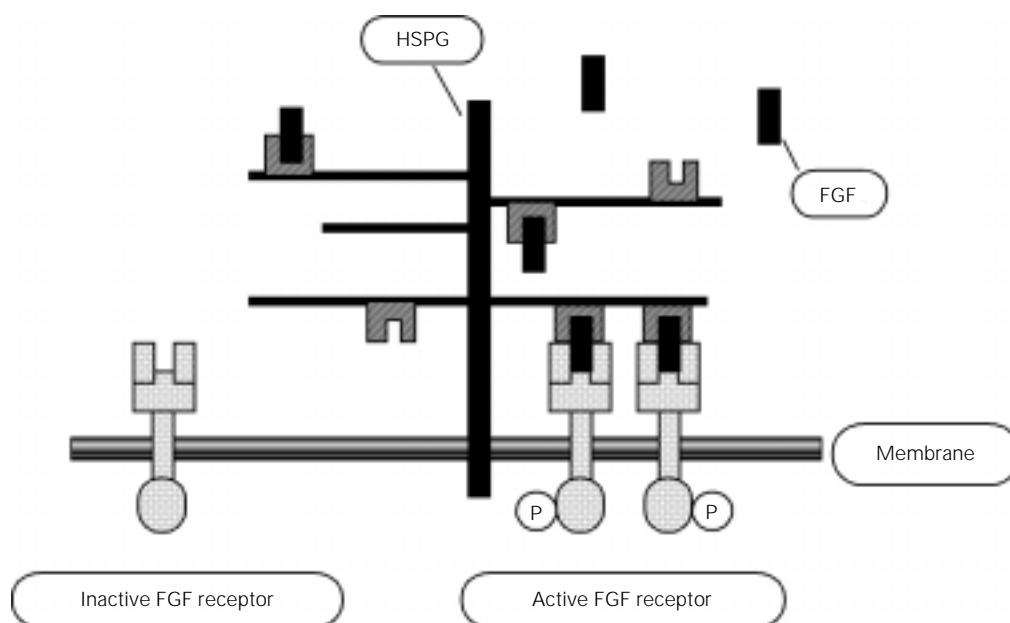 HSPG
FGF
Membrane
P
P
Inactive FGF receptor
Active FGF receptor